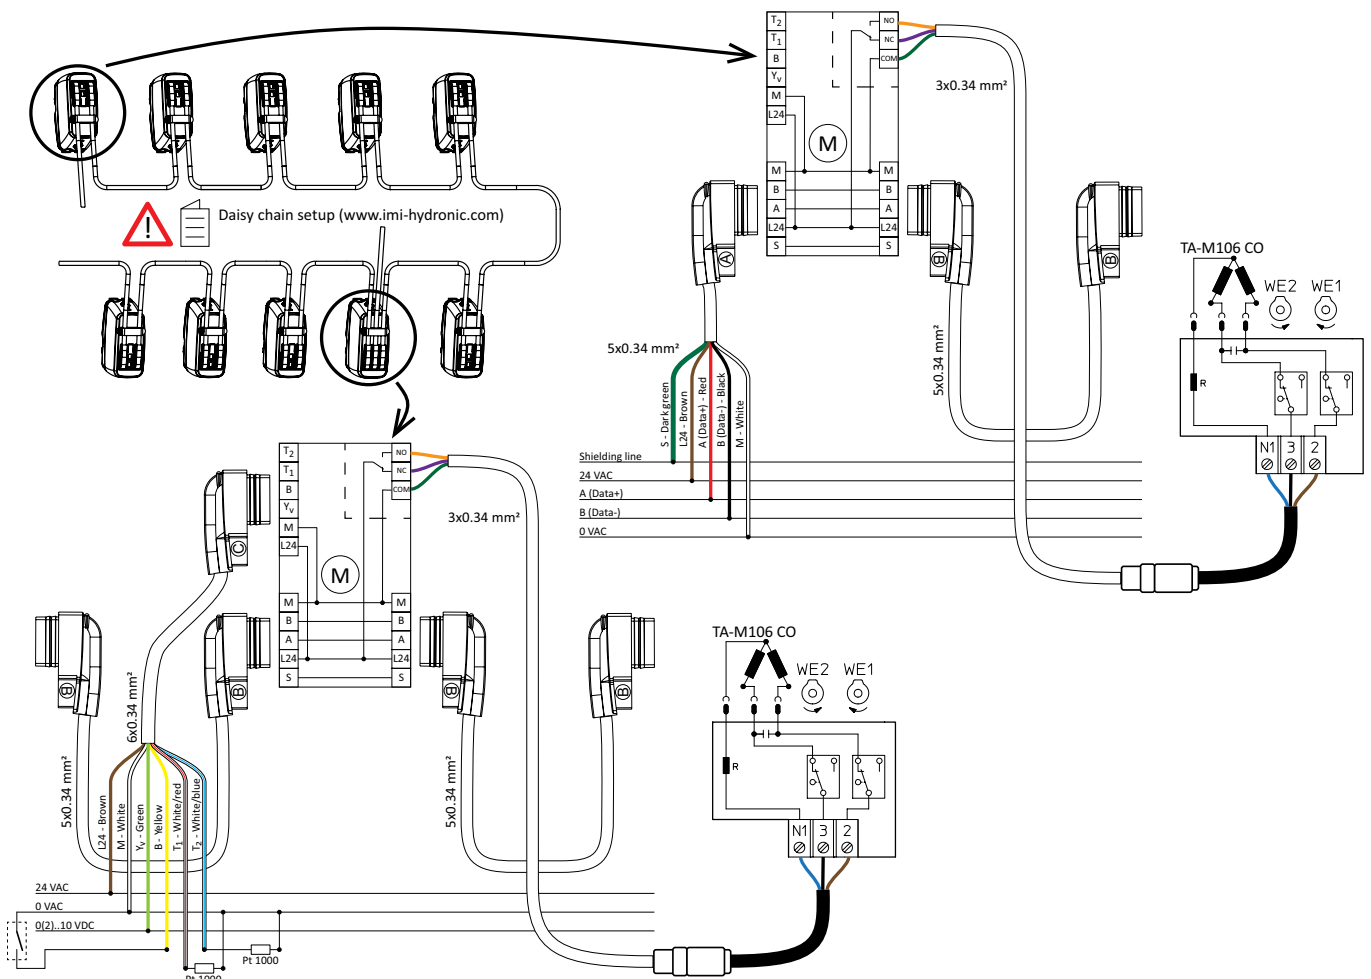 T2
T1
B
Yv
M
L24
NO
NC
COM
3x0.34 mm²
M
M
B
A
L24
S
M
B
A
L24
S
!
Daisy chain setup (www.imi-hydronic.com)
A
B
B
5x0.34 mm²
5x0.34 mm²
S - Dark green
L24 - Brown
A (Data+) - Red
B (Data-) - Black
M - White
Shielding line
24 VAC
A (Data+)
B (Data-)
0 VAC
TA-M106 CO
WE2 WE1
R
N1 3 2
T2
T1
B
Yv
M
L24
NO
NC
COM
3x0.34 mm²
M
M
B
A
L24
S
M
B
A
L24
S
C
B
B
B
B
6x0.34 mm²
5x0.34 mm²
5x0.34 mm²
L24 - Brown
M - White
Yv - Green
B - Yellow
T1 - White/red
T2 - White/blue
24 VAC
0 VAC
0(2)..10 VDC
Pt 1000
Pt 1000
TA-M106 CO
WE2 WE1
R
N1 3 2